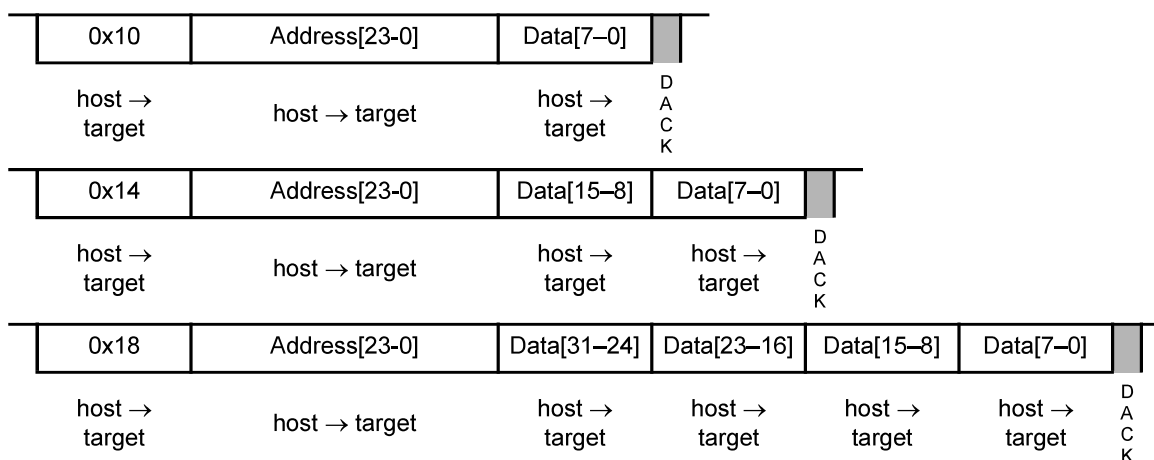 0x10 Address[23-0] Data[7–0]
host → host → target host → D
target target A
C
K
0x14 Address[23-0] Data[15–8] Data[7–0]
host → host → target host → host → D
target target target A
C
K
0x18 Address[23-0] Data[31–24] Data[23–16] Data[15–8] Data[7–0]
host → host → target host → host → host → host → D
target target target target target A
C
K